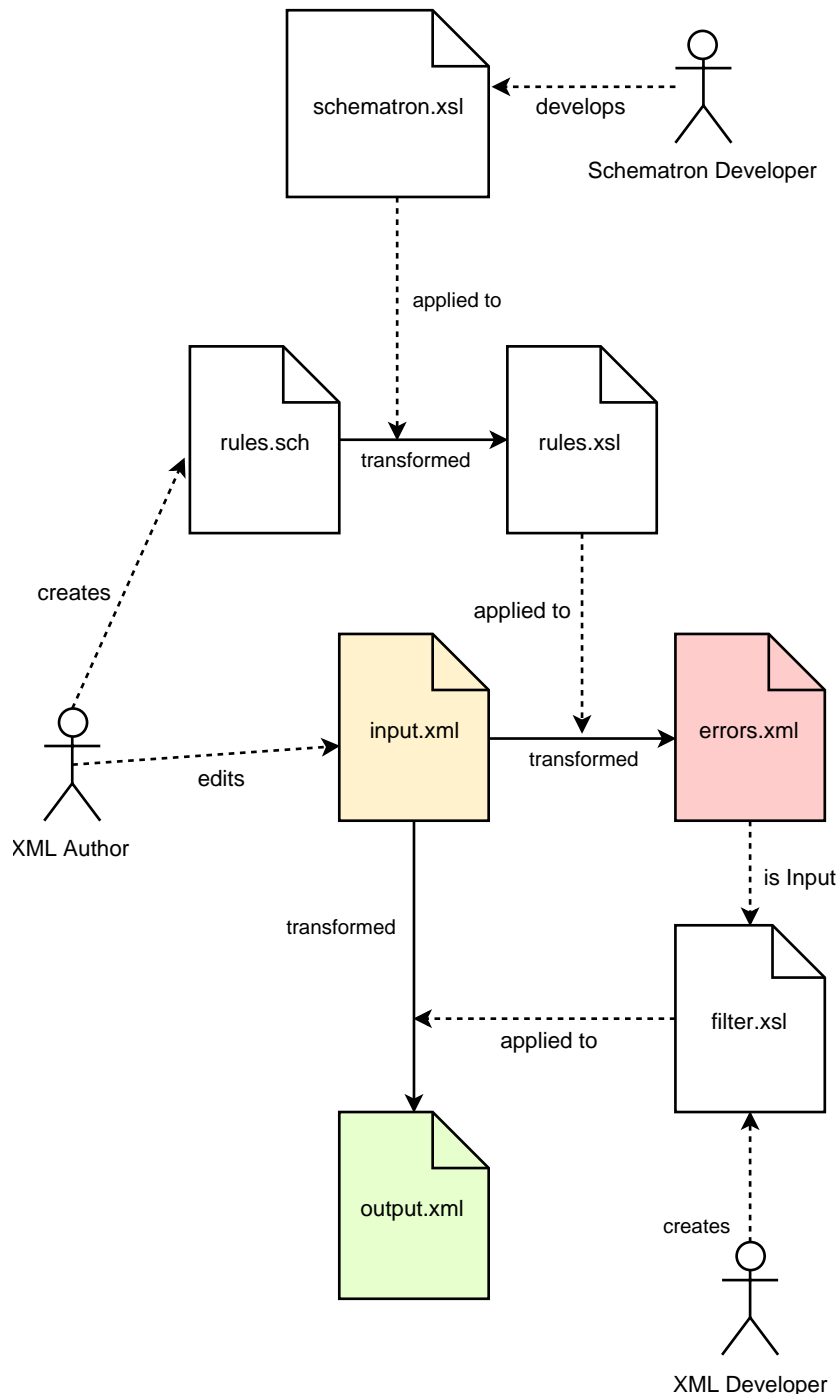 schematron.xsl
develops
Schematron Developer
applied to
rules.sch
transformed
rules.xsl
creates
applied to
input.xml
transformed
errors.xml
edits
XML Author
is Input
transformed
filter.xsl
applied to
output.xml
creates
XML Developer